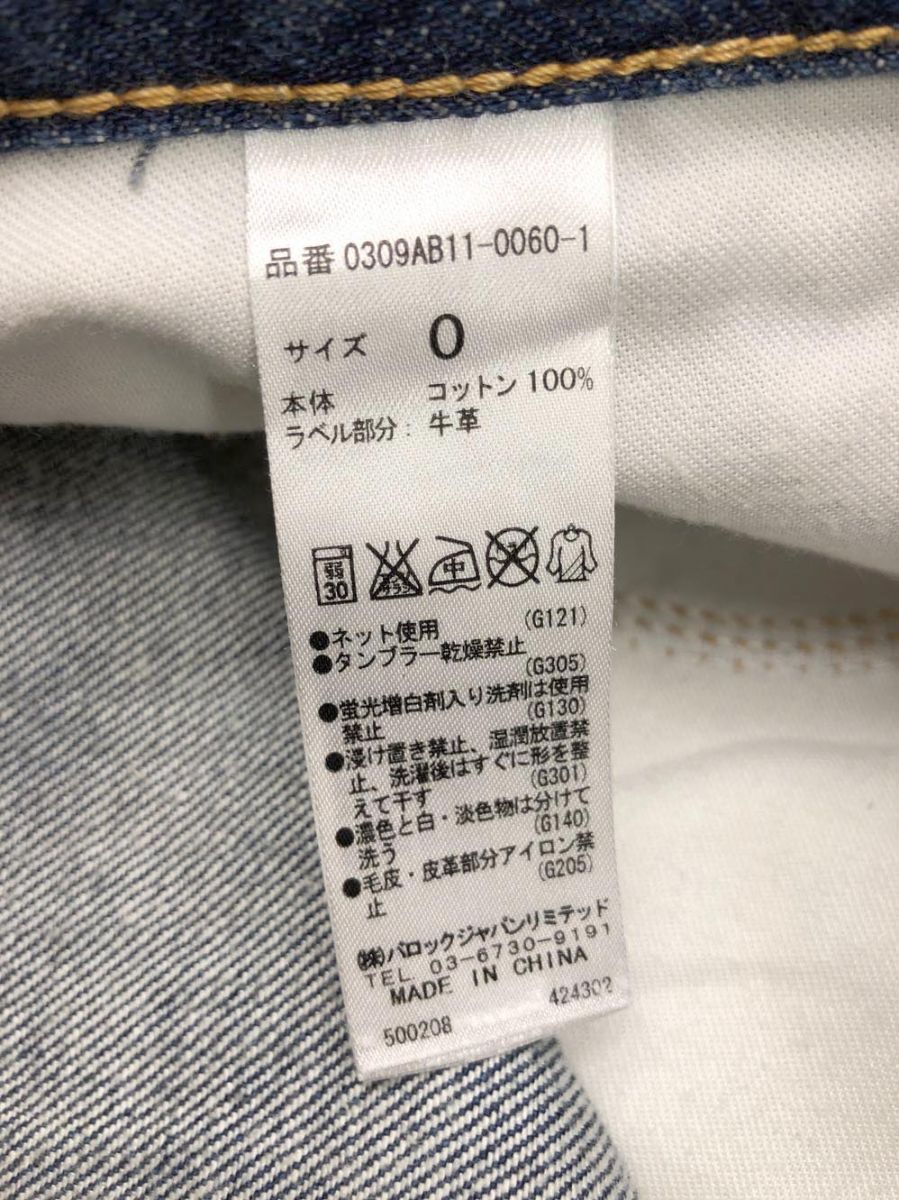 品番 0309AB11-0060-1
サイズ 0
本体 コットン 100%
ラベル部分： 牛革
弱 30 中
●ネット使用 (G121)
●タンブラー乾燥禁止 (G305)
●蛍光増白剤入り洗剤は使用
禁止 (G130)
●浸け置き禁止、湿潤放置禁
止、洗濯後はすぐに形を整
えて干す (G301)
●濃色と白・淡色物は分けて
洗う (G140)
●毛皮・皮革部分アイロン禁
止 (G205)
㈱バロックジャパンリミテッド
TEL 03-6730-9191
MADE IN CHINA
500208 424302